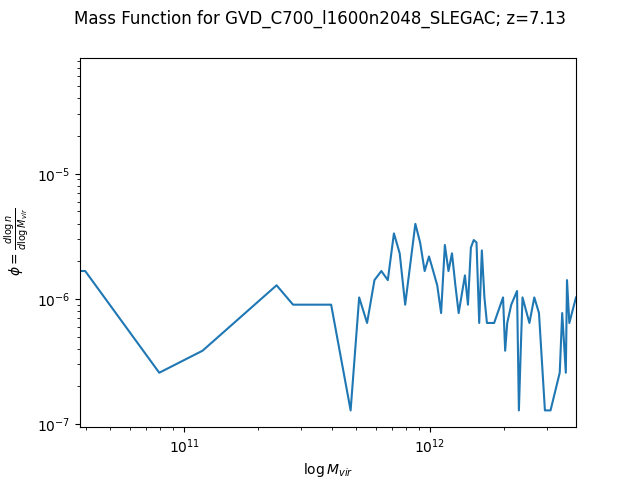 Mass Function for GVD_C700_l1600n2048_SLEGAC; z=7.13
10⁻⁵
10⁻⁶
10⁻⁷
ϕ = d log n / d log M_vir
10¹¹
10¹²
log M_vir